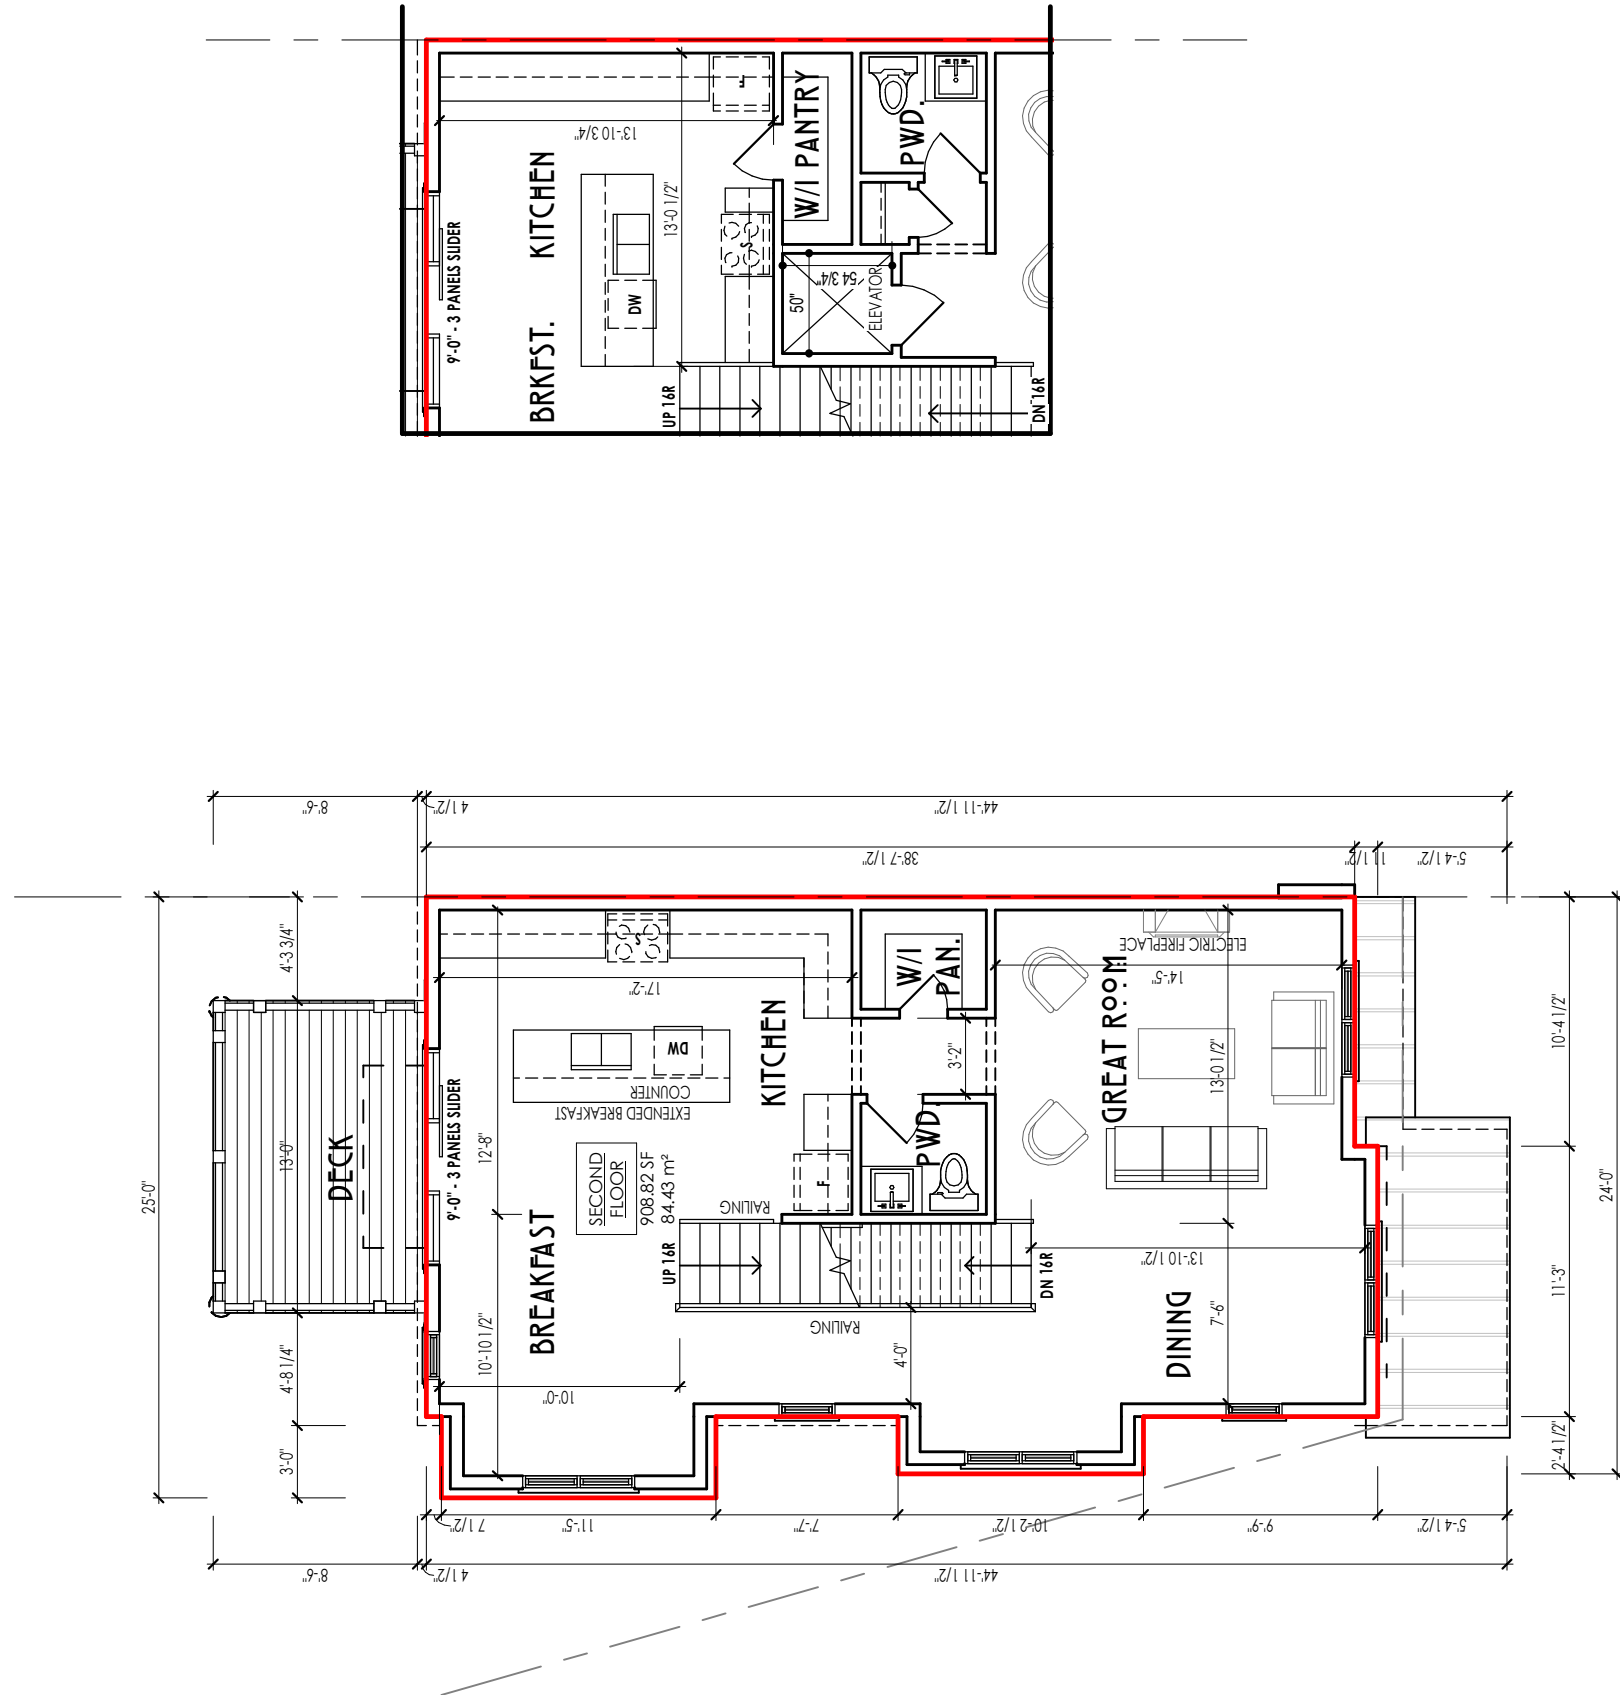 13'-10 3/4"
F
W/I PANTRY
PWD.
KITCHEN
BRKFST.
9'-0" - 3 PANELS SLIDER
13'-0 1/2"
S
DW
54 3/4"
50"
ELEVATOR
UP 16R
DN 16R
8'-6"
4 1/2"
44'-11 1/2"
38'-7 1/2"
11 1/2"
5'-4 1/2"
25'-0"
4'-3 3/4"
13'-0"
4'-8 1/4"
3'-0"
DECK
9'-0" - 3 PANELS SLIDER
17'-2"
S
DW
EXTENDED BREAKFAST
COUNTER
KITCHEN
W/I
PAN.
3'-2"
PWD.
F
12'-8"
SECOND
FLOOR
908.82 SF
84.43 m²
BREAKFAST
10'-10 1/2"
10'-0"
RAILING
UP 16R
DN 16R
RAILING
4'-0"
ELECTRIC FIREPLACE
GREAT ROOM
14'-5"
13'-0 1/2"
13'-10 1/2"
7'-6"
DINING
10'-4 1/2"
11'-3"
2'-4 1/2"
24'-0"
7 1/2"
11'-5"
7'-7"
10'-2 1/2"
9'-9"
5'-4 1/2"
8'-6"
4 1/2"
44'-11 1/2"